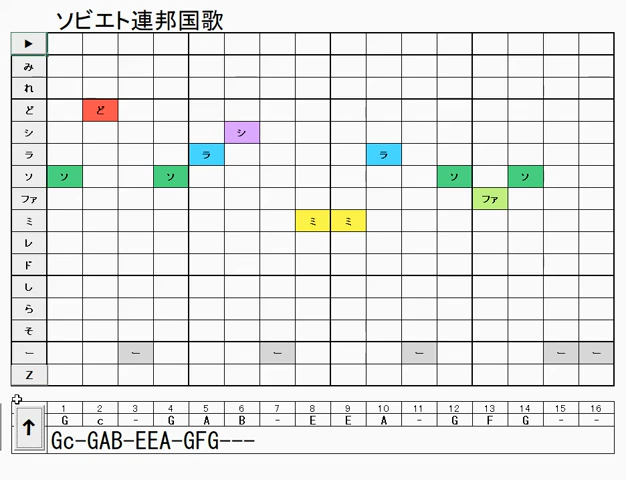 ソビエト連邦国歌
▶
み
れ
ど ど
シ シ
ラ ラ ラ
ソ ソ ソ ソ ソ
ファ ファ
ミ ミ ミ
レ
ド
し
ら
そ
ー ー ー ー ー ー
Z
1 2 3 4 5 6 7 8 9 10 11 12 13 14 15 16
G c - G A B - E E A - G F G - -
↑ Gc-GAB-EEA-GFG---